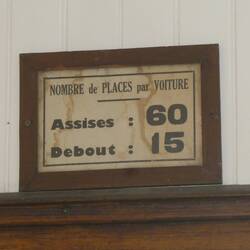 NOMBRE de PLACES par VOITURE
Assises : 60
Debout : 15